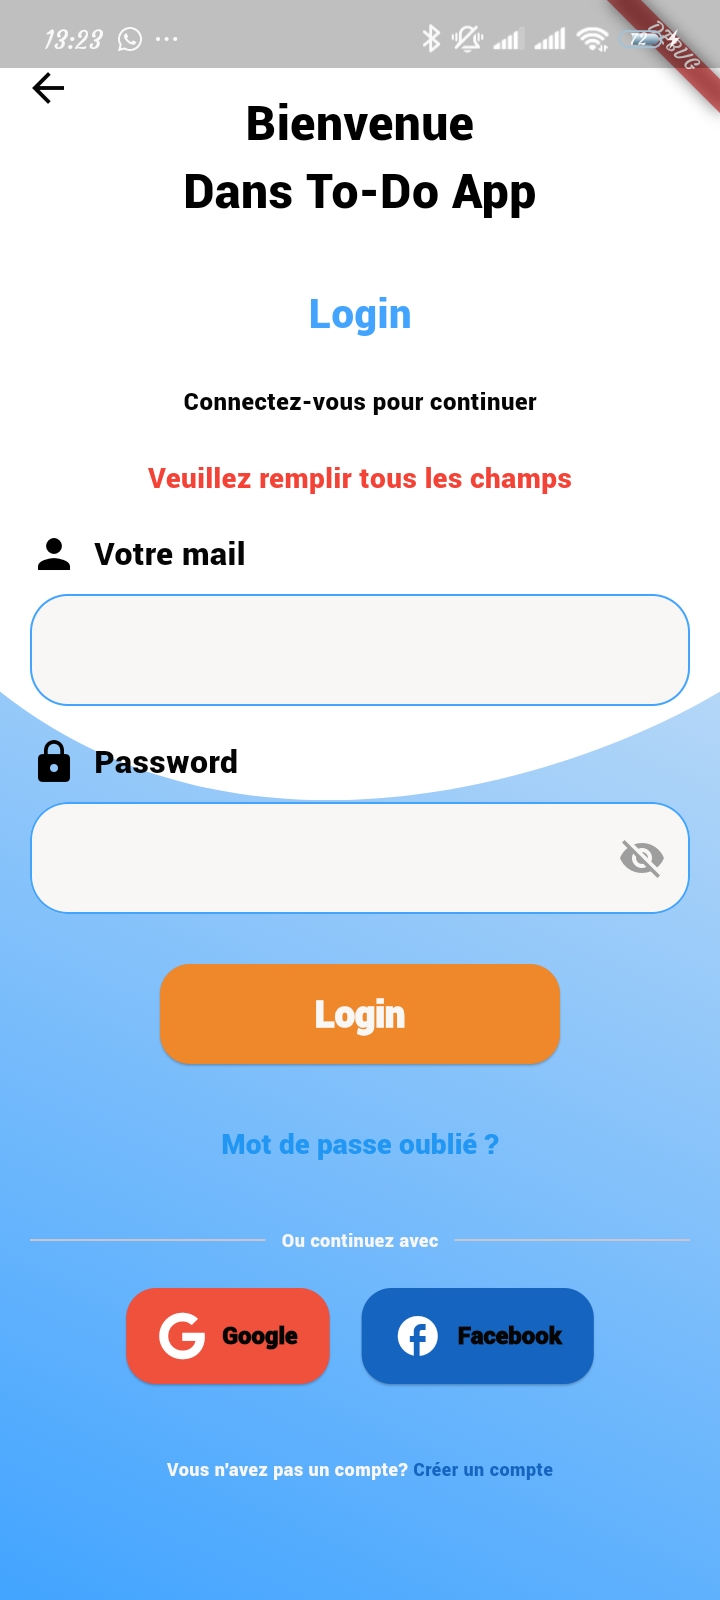 13:23
72
DEBUG
Bienvenue
Dans To-Do App
Login
Connectez-vous pour continuer
Veuillez remplir tous les champs
Votre mail
Password
Login
Mot de passe oublié ?
Ou continuez avec
Google
Facebook
Vous n'avez pas un compte? Créer un compte